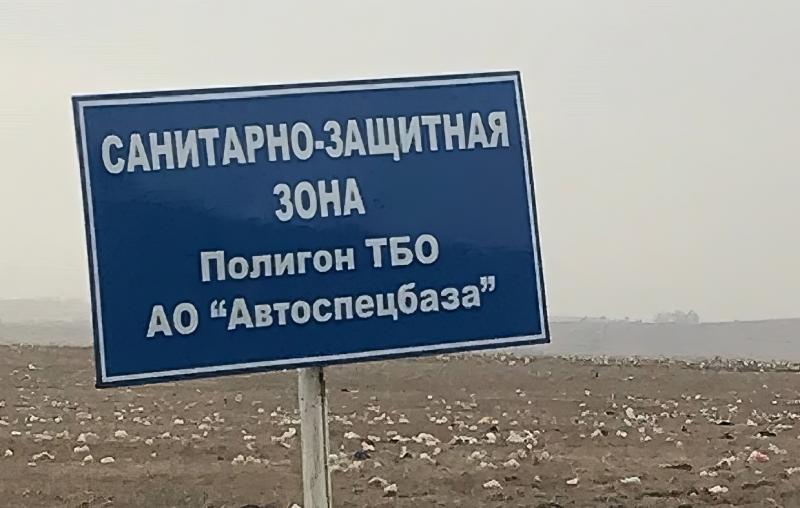 САНИТАРНО-ЗАЩИТНАЯ
ЗОНА
Полигон ТБО
АО “Автоспецбаза”